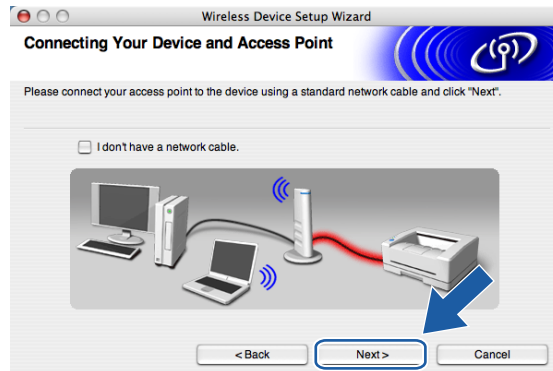 Wireless Device Setup Wizard
Connecting Your Device and Access Point
Please connect your access point to the device using a standard network cable and click "Next".
I don't have a network cable.
< Back
Next >
Cancel